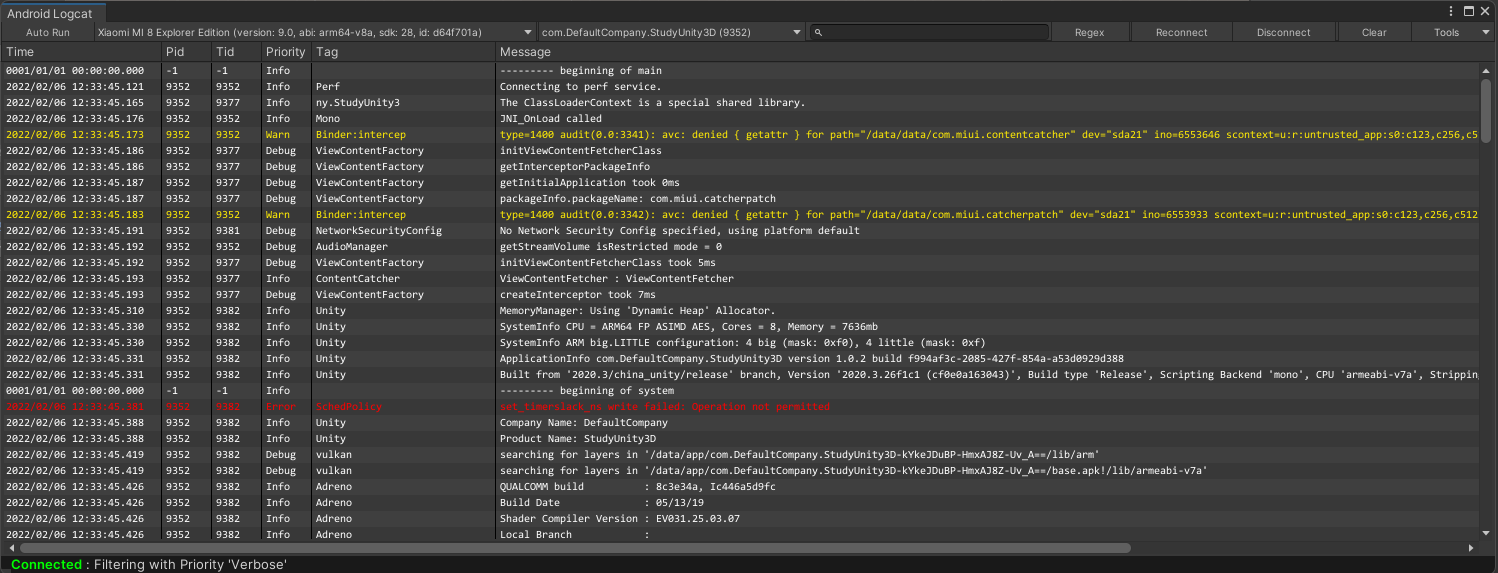 Android Logcat
Auto Run Xiaomi MI 8 Explorer Edition (version: 9.0, abi: arm64-v8a, sdk: 28, id: d64f701a) com.DefaultCompany.StudyUnity3D (9352) Regex Reconnect Disconnect Clear Tools
Time Pid Tid Priority Tag Message
0001/01/01 00:00:00.000 -1 -1 Info --------- beginning of main
2022/02/06 12:33:45.121 9352 9352 Info Perf Connecting to perf service.
2022/02/06 12:33:45.165 9352 9377 Info ny.StudyUnity3 The ClassLoaderContext is a special shared library.
2022/02/06 12:33:45.176 9352 9352 Info Mono JNI_OnLoad called
2022/02/06 12:33:45.173 9352 9352 Warn Binder:intercep type=1400 audit(0.0:3341): avc: denied { getattr } for path="/data/data/com.miui.contentcatcher" dev="sda21" ino=6553646 scontext=u:r:untrusted_app:s0:c123,c256,c5
2022/02/06 12:33:45.186 9352 9377 Debug ViewContentFactory initViewContentFetcherClass
2022/02/06 12:33:45.186 9352 9377 Debug ViewContentFactory getInterceptorPackageInfo
2022/02/06 12:33:45.187 9352 9377 Debug ViewContentFactory getInitialApplication took 0ms
2022/02/06 12:33:45.187 9352 9377 Debug ViewContentFactory packageInfo.packageName: com.miui.catcherpatch
2022/02/06 12:33:45.183 9352 9352 Warn Binder:intercep type=1400 audit(0.0:3342): avc: denied { getattr } for path="/data/data/com.miui.catcherpatch" dev="sda21" ino=6553933 scontext=u:r:untrusted_app:s0:c123,c256,c512
2022/02/06 12:33:45.191 9352 9381 Debug NetworkSecurityConfig No Network Security Config specified, using platform default
2022/02/06 12:33:45.192 9352 9352 Debug AudioManager getStreamVolume isRestricted mode = 0
2022/02/06 12:33:45.192 9352 9377 Debug ViewContentFactory initViewContentFetcherClass took 5ms
2022/02/06 12:33:45.193 9352 9377 Info ContentCatcher ViewContentFetcher : ViewContentFetcher
2022/02/06 12:33:45.193 9352 9377 Debug ViewContentFactory createInterceptor took 7ms
2022/02/06 12:33:45.310 9352 9382 Info Unity MemoryManager: Using 'Dynamic Heap' Allocator.
2022/02/06 12:33:45.330 9352 9382 Info Unity SystemInfo CPU = ARM64 FP ASIMD AES, Cores = 8, Memory = 7636mb
2022/02/06 12:33:45.330 9352 9382 Info Unity SystemInfo ARM big.LITTLE configuration: 4 big (mask: 0xf0), 4 little (mask: 0xf)
2022/02/06 12:33:45.331 9352 9382 Info Unity ApplicationInfo com.DefaultCompany.StudyUnity3D version 1.0.2 build f994af3c-2085-427f-854a-a53d0929d388
2022/02/06 12:33:45.331 9352 9382 Info Unity Built from '2020.3/china_unity/release' branch, Version '2020.3.26f1c1 (cf0e0a163043)', Build type 'Release', Scripting Backend 'mono', CPU 'armeabi-v7a', Strippin
0001/01/01 00:00:00.000 -1 -1 Info --------- beginning of system
2022/02/06 12:33:45.381 9352 9382 Error SchedPolicy set_timerslack_ns write failed: Operation not permitted
2022/02/06 12:33:45.388 9352 9382 Info Unity Company Name: DefaultCompany
2022/02/06 12:33:45.388 9352 9382 Info Unity Product Name: StudyUnity3D
2022/02/06 12:33:45.419 9352 9382 Debug vulkan searching for layers in '/data/app/com.DefaultCompany.StudyUnity3D-kYkeJDuBP-HmxAJ8Z-Uv_A==/lib/arm'
2022/02/06 12:33:45.419 9352 9382 Debug vulkan searching for layers in '/data/app/com.DefaultCompany.StudyUnity3D-kYkeJDuBP-HmxAJ8Z-Uv_A==/base.apk!/lib/armeabi-v7a'
2022/02/06 12:33:45.426 9352 9382 Info Adreno QUALCOMM build : 8c3e34a, Ic446a5d9fc
2022/02/06 12:33:45.426 9352 9382 Info Adreno Build Date : 05/13/19
2022/02/06 12:33:45.426 9352 9382 Info Adreno Shader Compiler Version : EV031.25.03.07
2022/02/06 12:33:45.426 9352 9382 Info Adreno Local Branch :
Connected : Filtering with Priority 'Verbose'